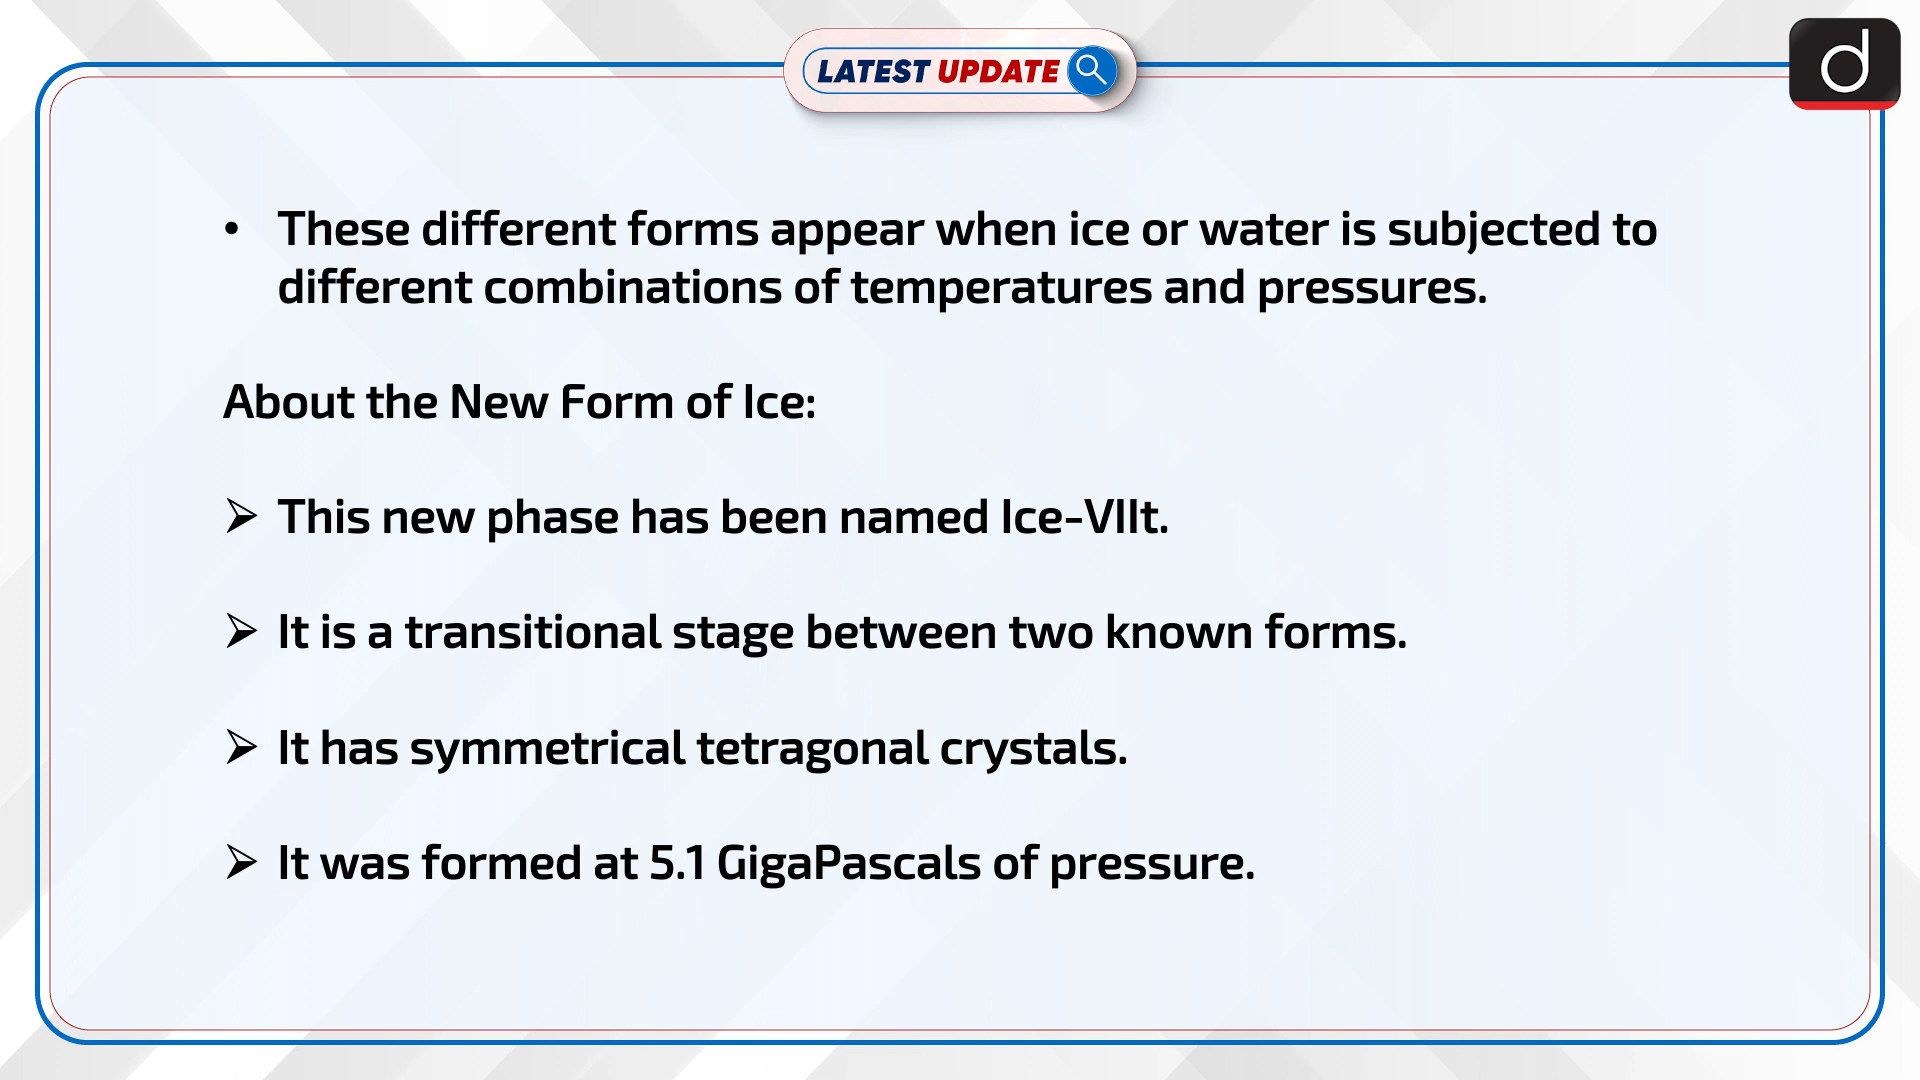 LATEST UPDATE
d
• These different forms appear when ice or water is subjected to
different combinations of temperatures and pressures.
About the New Form of Ice:
➢ This new phase has been named Ice-VIIt.
➢ It is a transitional stage between two known forms.
➢ It has symmetrical tetragonal crystals.
➢ It was formed at 5.1 GigaPascals of pressure.